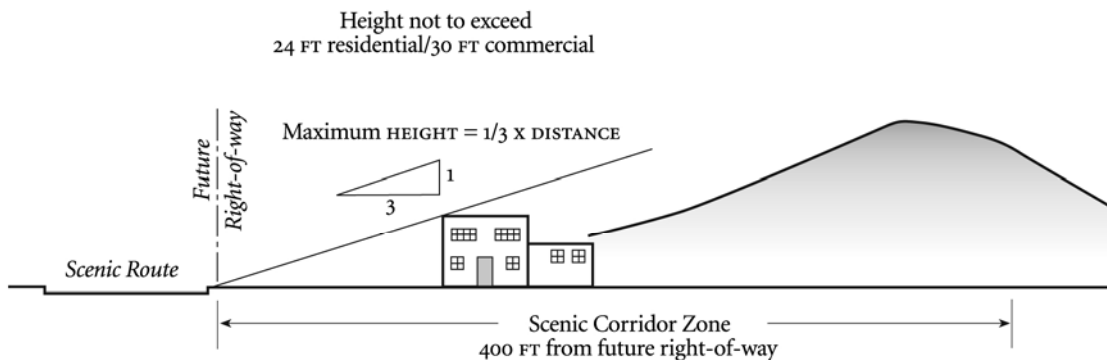 Height not to exceed
24 FT residential/30 FT commercial
Maximum HEIGHT = 1/3 X DISTANCE
1
3
Future
Right-of-way
Scenic Route
Scenic Corridor Zone
400 FT from future right-of-way